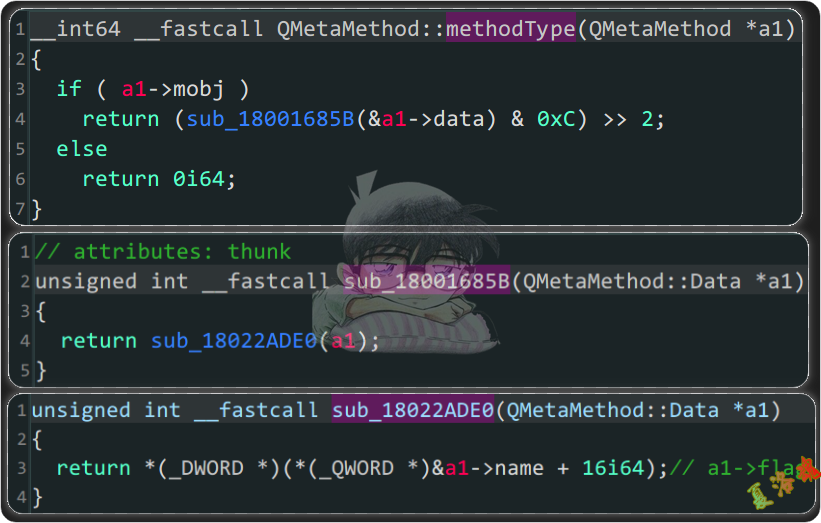 1 __int64 __fastcall QMetaMethod::methodType(QMetaMethod *a1)
2 {
3 if ( a1->mobj )
4 return (sub_18001685B(&a1->data) & 0xC) >> 2;
5 else
6 return 0i64;
7 }
1 // attributes: thunk
2 unsigned int __fastcall sub_18001685B(QMetaMethod::Data *a1)
3 {
4 return sub_18022ADE0(a1);
5 }
1 unsigned int __fastcall sub_18022ADE0(QMetaMethod::Data *a1)
2 {
3 return *(_DWORD *)(*(_QWORD *)&a1->name + 16i64);// a1->flag
4 }